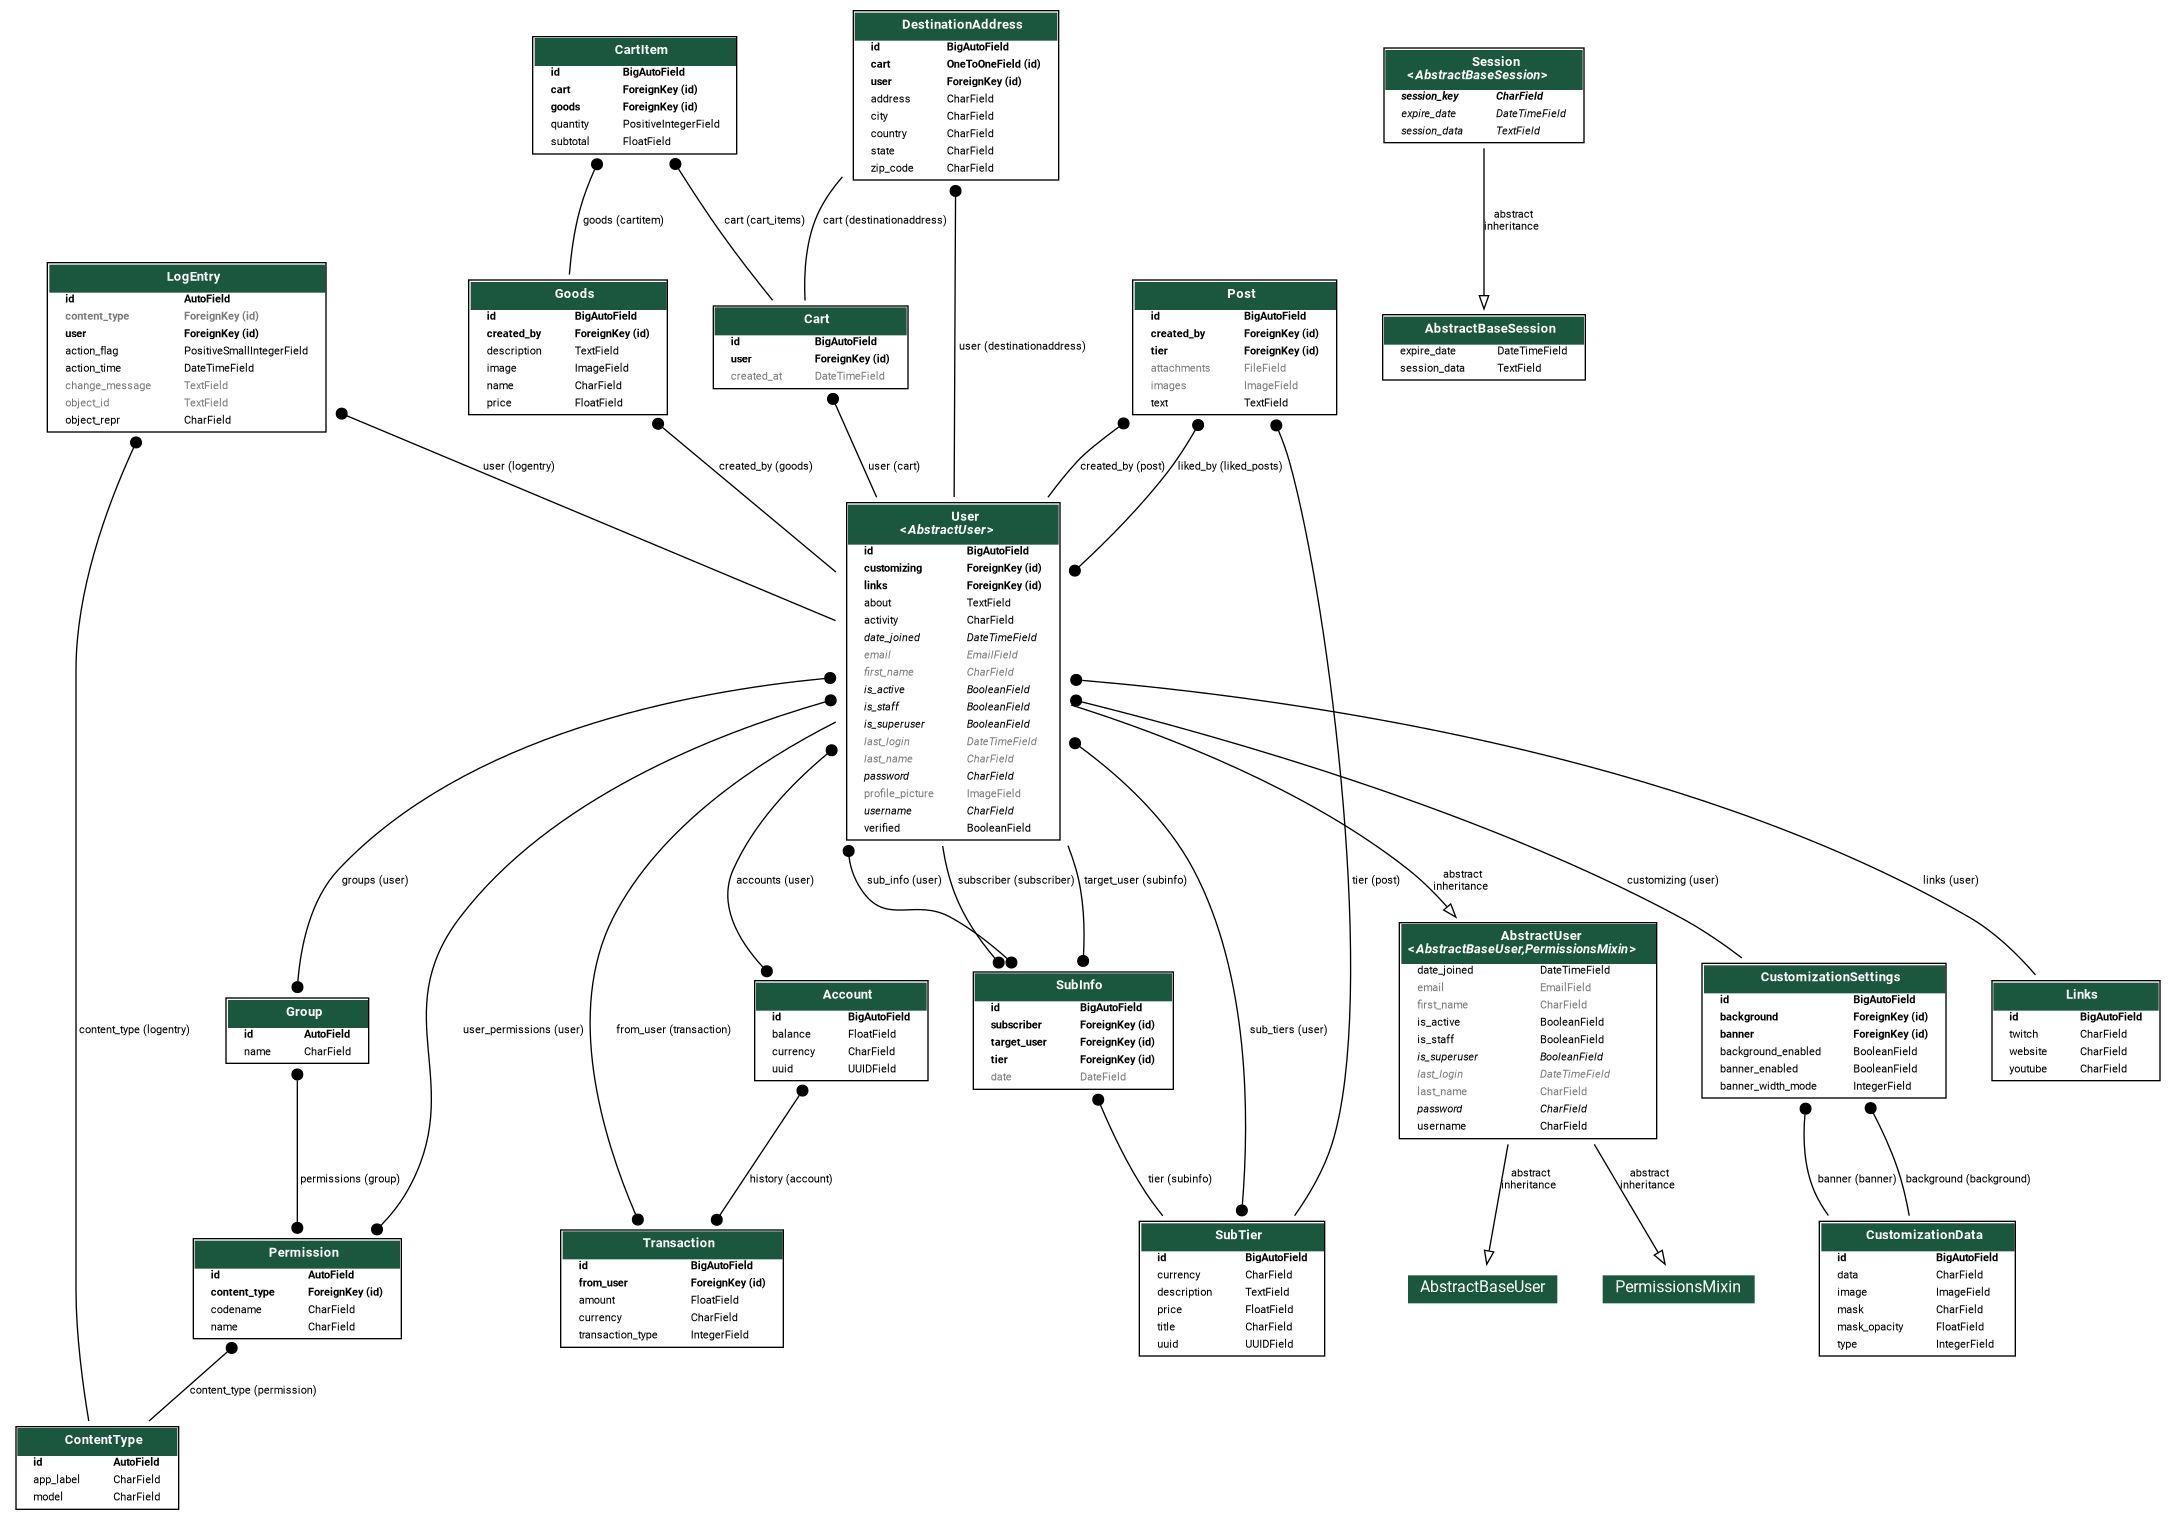 DestinationAddress
id BigAutoField
cart OneToOneField (id)
user ForeignKey (id)
address CharField
city CharField
country CharField
state CharField
zip_code CharField
CartItem
id BigAutoField
cart ForeignKey (id)
goods ForeignKey (id)
quantity PositiveIntegerField
subtotal FloatField
Session
<AbstractBaseSession>
session_key CharField
expire_date DateTimeField
session_data TextField
goods (cartitem)
cart (cart_items)
cart (destinationaddress)
abstract
inheritance
LogEntry
id AutoField
content_type ForeignKey (id)
user ForeignKey (id)
action_flag PositiveSmallIntegerField
action_time DateTimeField
change_message TextField
object_id TextField
object_repr CharField
Goods
id BigAutoField
created_by ForeignKey (id)
description TextField
image ImageField
name CharField
price FloatField
Cart
id BigAutoField
user ForeignKey (id)
created_at DateTimeField
user (destinationaddress)
Post
id BigAutoField
created_by ForeignKey (id)
tier ForeignKey (id)
attachments FileField
images ImageField
text TextField
AbstractBaseSession
expire_date DateTimeField
session_data TextField
user (logentry)
created_by (goods)
user (cart)
created_by (post)
liked_by (liked_posts)
User
<AbstractUser>
id BigAutoField
customizing ForeignKey (id)
links ForeignKey (id)
about TextField
activity CharField
date_joined DateTimeField
email EmailField
first_name CharField
is_active BooleanField
is_staff BooleanField
is_superuser BooleanField
last_login DateTimeField
last_name CharField
password CharField
profile_picture ImageField
username CharField
verified BooleanField
groups (user)
accounts (user)
sub_info (user)
subscriber (subscriber)
target_user (subinfo)
tier (post)
abstract
inheritance
customizing (user)
links (user)
content_type (logentry)
Group
id AutoField
name CharField
user_permissions (user)
from_user (transaction)
Account
id BigAutoField
balance FloatField
currency CharField
uuid UUIDField
SubInfo
id BigAutoField
subscriber ForeignKey (id)
target_user ForeignKey (id)
tier ForeignKey (id)
date DateField
sub_tiers (user)
AbstractUser
<AbstractBaseUser,PermissionsMixin>
date_joined DateTimeField
email EmailField
first_name CharField
is_active BooleanField
is_staff BooleanField
is_superuser BooleanField
last_login DateTimeField
last_name CharField
password CharField
username CharField
CustomizationSettings
id BigAutoField
background ForeignKey (id)
banner ForeignKey (id)
background_enabled BooleanField
banner_enabled BooleanField
banner_width_mode IntegerField
Links
id BigAutoField
twitch CharField
website CharField
youtube CharField
permissions (group)
history (account)
tier (subinfo)
abstract
inheritance
abstract
inheritance
banner (banner)
background (background)
Permission
id AutoField
content_type ForeignKey (id)
codename CharField
name CharField
Transaction
id BigAutoField
from_user ForeignKey (id)
amount FloatField
currency CharField
transaction_type IntegerField
SubTier
id BigAutoField
currency CharField
description TextField
price FloatField
title CharField
uuid UUIDField
AbstractBaseUser
PermissionsMixin
CustomizationData
id BigAutoField
data CharField
image ImageField
mask CharField
mask_opacity FloatField
type IntegerField
content_type (permission)
ContentType
id AutoField
app_label CharField
model CharField